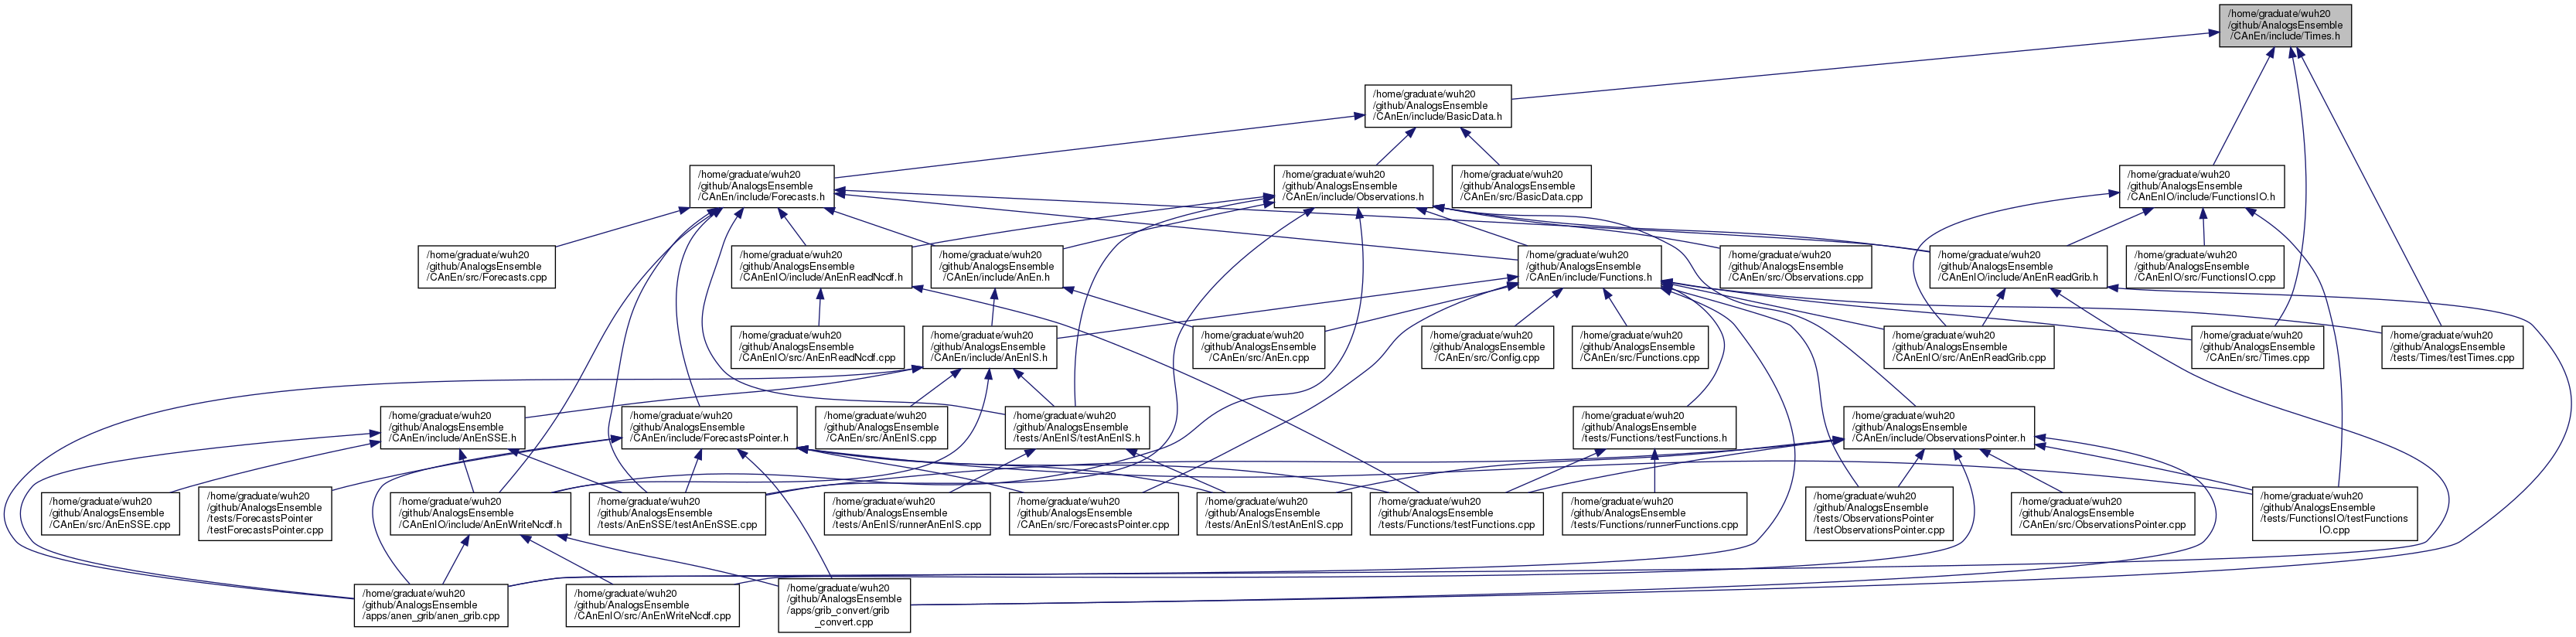 /home/graduate/wuh20
/github/AnalogsEnsemble
/CAnEn/include/Times.h
/home/graduate/wuh20
/github/AnalogsEnsemble
/CAnEn/include/BasicData.h
/home/graduate/wuh20
/github/AnalogsEnsemble
/CAnEn/include/Forecasts.h
/home/graduate/wuh20
/github/AnalogsEnsemble
/CAnEn/include/Observations.h
/home/graduate/wuh20
/github/AnalogsEnsemble
/CAnEn/src/BasicData.cpp
/home/graduate/wuh20
/github/AnalogsEnsemble
/CAnEnIO/include/FunctionsIO.h
/home/graduate/wuh20
/github/AnalogsEnsemble
/CAnEn/src/Forecasts.cpp
/home/graduate/wuh20
/github/AnalogsEnsemble
/CAnEnIO/include/AnEnReadNcdf.h
/home/graduate/wuh20
/github/AnalogsEnsemble
/CAnEn/include/AnEn.h
/home/graduate/wuh20
/github/AnalogsEnsemble
/CAnEn/include/Functions.h
/home/graduate/wuh20
/github/AnalogsEnsemble
/CAnEn/src/Observations.cpp
/home/graduate/wuh20
/github/AnalogsEnsemble
/CAnEnIO/include/AnEnReadGrib.h
/home/graduate/wuh20
/github/AnalogsEnsemble
/CAnEnIO/src/FunctionsIO.cpp
/home/graduate/wuh20
/github/AnalogsEnsemble
/CAnEnIO/src/AnEnReadNcdf.cpp
/home/graduate/wuh20
/github/AnalogsEnsemble
/CAnEn/include/AnEnIS.h
/home/graduate/wuh20
/github/AnalogsEnsemble
/CAnEn/src/AnEn.cpp
/home/graduate/wuh20
/github/AnalogsEnsemble
/CAnEn/src/Config.cpp
/home/graduate/wuh20
/github/AnalogsEnsemble
/CAnEn/src/Functions.cpp
/home/graduate/wuh20
/github/AnalogsEnsemble
/CAnEnIO/src/AnEnReadGrib.cpp
/home/graduate/wuh20
/github/AnalogsEnsemble
/CAnEn/src/Times.cpp
/home/graduate/wuh20
/github/AnalogsEnsemble
/tests/Times/testTimes.cpp
/home/graduate/wuh20
/github/AnalogsEnsemble
/CAnEn/include/AnEnSSE.h
/home/graduate/wuh20
/github/AnalogsEnsemble
/CAnEn/include/ForecastsPointer.h
/home/graduate/wuh20
/github/AnalogsEnsemble
/CAnEn/src/AnEnIS.cpp
/home/graduate/wuh20
/github/AnalogsEnsemble
/tests/AnEnIS/testAnEnIS.h
/home/graduate/wuh20
/github/AnalogsEnsemble
/tests/Functions/testFunctions.h
/home/graduate/wuh20
/github/AnalogsEnsemble
/CAnEn/include/ObservationsPointer.h
/home/graduate/wuh20
/github/AnalogsEnsemble
/CAnEn/src/AnEnSSE.cpp
/home/graduate/wuh20
/github/AnalogsEnsemble
/tests/ForecastsPointer
/testForecastsPointer.cpp
/home/graduate/wuh20
/github/AnalogsEnsemble
/CAnEnIO/include/AnEnWriteNcdf.h
/home/graduate/wuh20
/github/AnalogsEnsemble
/tests/AnEnSSE/testAnEnSSE.cpp
/home/graduate/wuh20
/github/AnalogsEnsemble
/tests/AnEnIS/runnerAnEnIS.cpp
/home/graduate/wuh20
/github/AnalogsEnsemble
/CAnEn/src/ForecastsPointer.cpp
/home/graduate/wuh20
/github/AnalogsEnsemble
/tests/AnEnIS/testAnEnIS.cpp
/home/graduate/wuh20
/github/AnalogsEnsemble
/tests/Functions/testFunctions.cpp
/home/graduate/wuh20
/github/AnalogsEnsemble
/tests/Functions/runnerFunctions.cpp
/home/graduate/wuh20
/github/AnalogsEnsemble
/tests/ObservationsPointer
/testObservationsPointer.cpp
/home/graduate/wuh20
/github/AnalogsEnsemble
/CAnEn/src/ObservationsPointer.cpp
/home/graduate/wuh20
/github/AnalogsEnsemble
/tests/FunctionsIO/testFunctions
IO.cpp
/home/graduate/wuh20
/github/AnalogsEnsemble
/apps/anen_grib/anen_grib.cpp
/home/graduate/wuh20
/github/AnalogsEnsemble
/CAnEnIO/src/AnEnWriteNcdf.cpp
/home/graduate/wuh20
/github/AnalogsEnsemble
/apps/grib_convert/grib
_convert.cpp